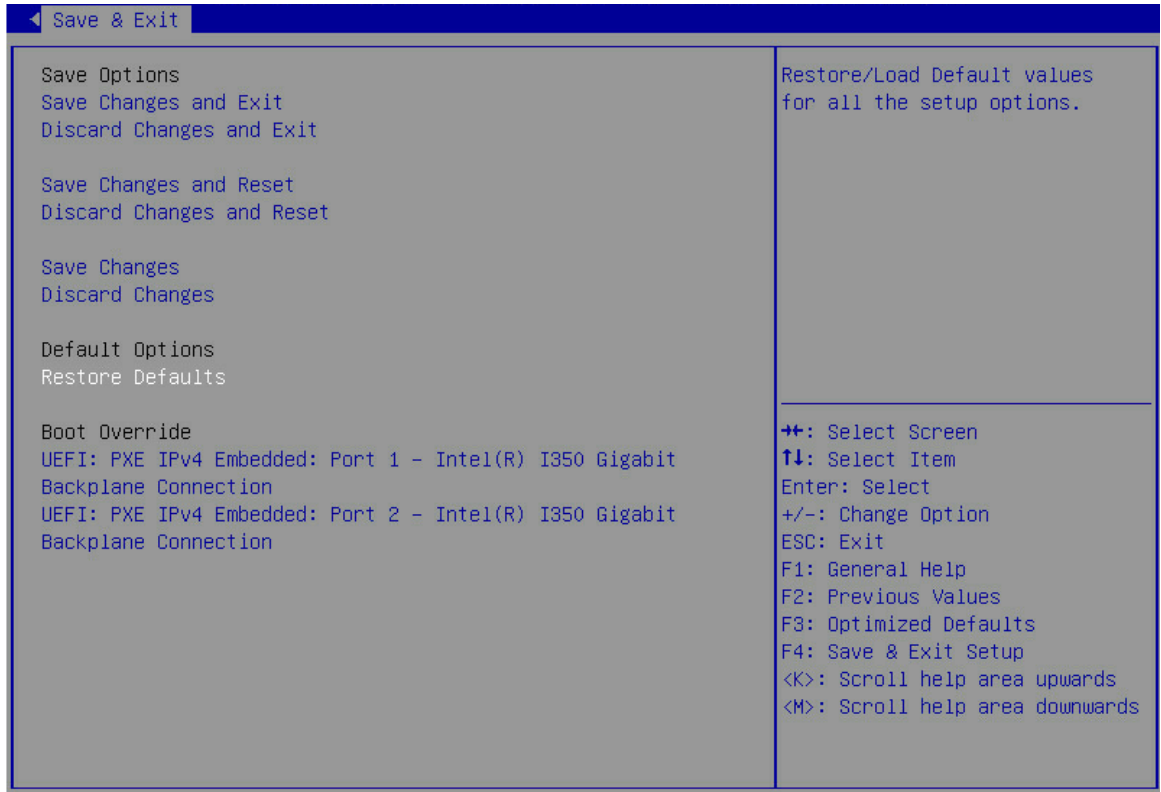 Save & Exit
Save Options
Save Changes and Exit
Discard Changes and Exit
Save Changes and Reset
Discard Changes and Reset
Save Changes
Discard Changes
Default Options
Restore Defaults
Boot Override
UEFI: PXE IPv4 Embedded: Port 1 - Intel(R) I350 Gigabit
Backplane Connection
UEFI: PXE IPv4 Embedded: Port 2 - Intel(R) I350 Gigabit
Backplane Connection
Restore/Load Default values
for all the setup options.
→←: Select Screen
↑↓: Select Item
Enter: Select
+/-: Change Option
ESC: Exit
F1: General Help
F2: Previous Values
F3: Optimized Defaults
F4: Save & Exit Setup
<K>: Scroll help area upwards
<M>: Scroll help area downwards